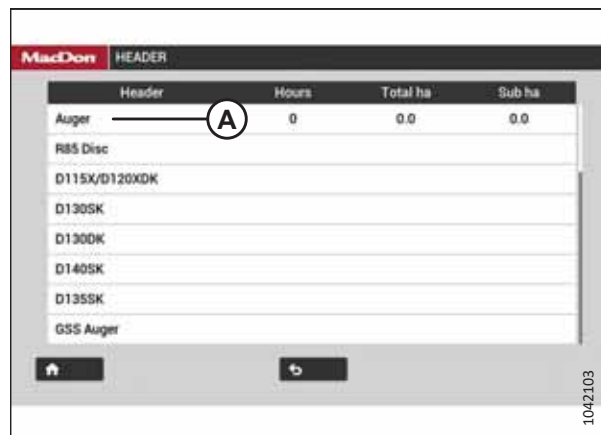 MacDon HEADER
Header Hours Total ha Sub ha
Auger A 0 0.0 0.0
R85 Disc
D115X/D120XDK
D130SK
D130DK
D140SK
D135SK
GSS Auger
1042103